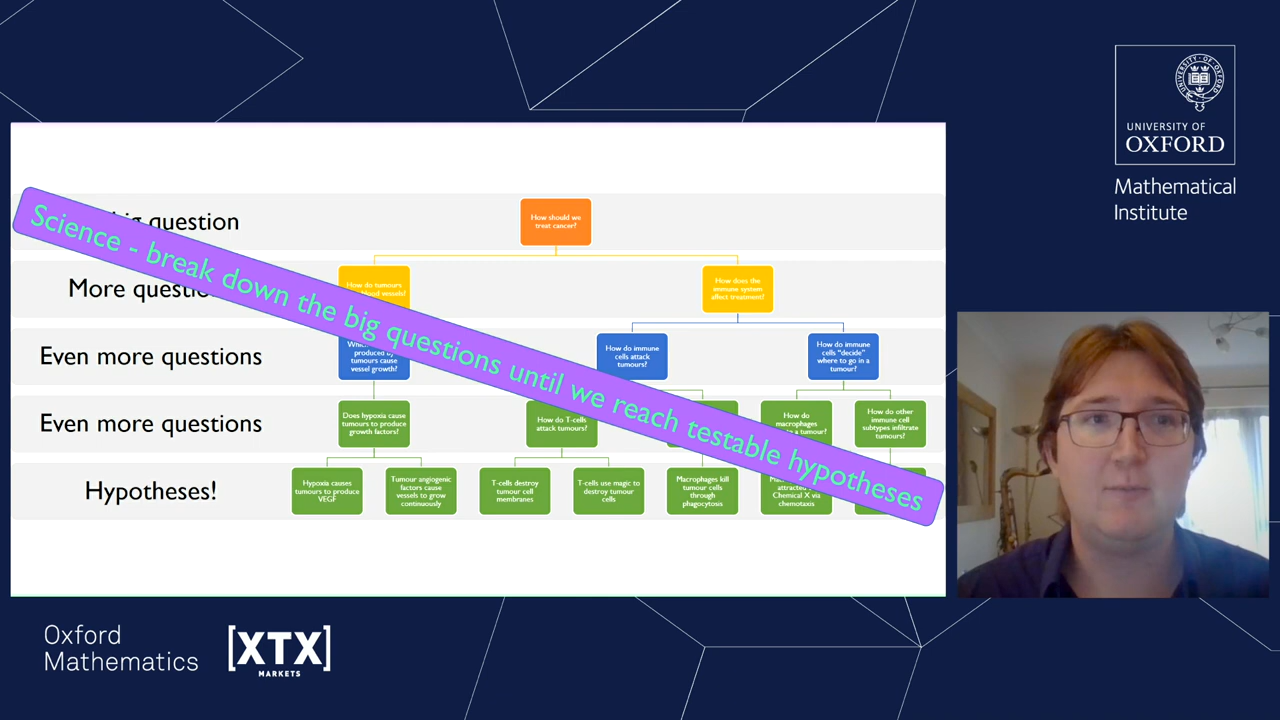 UNIVERSITY OF
OXFORD
Mathematical
Institute
big question
How should we
treat cancer?
Science - break down the big questions until we reach testable hypotheses
More questio
How do tumours
blood vessels?
How does the
immune system
affect treatment?
Even more questions
produced by
tumours cause
vessel growth?
How do immune
cells attack
tumours?
How do immune
cells “decide”
where to go in a
tumour?
Even more questions
Does hypoxia cause
tumours to produce
growth factors?
How do T-cells
attack tumours?
How do
macrophages
a tumour?
How do other
immune cell
subtypes infiltrate
tumours?
Hypotheses!
Hypoxia causes
tumours to produce
VEGF
Tumour angiogenic
factors cause
vessels to grow
continuously
T-cells destroy
tumour cell
membranes
T-cells use magic to
destroy tumour
cells
Macrophages kill
tumour cells
through
phagocytosis
attracted
Chemical X via
chemotaxis
Oxford
Mathematics
[XTX]
MARKETS